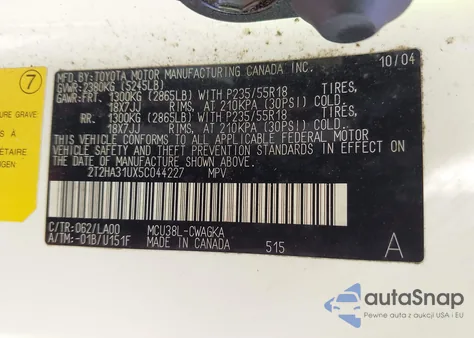 MFD. BY:TOYOTA MOTOR MANUFACTURING CANADA INC. 10/04
GVWR: 2380KG (5245LB)
GAWR:FRT. 1300KG (2865LB) WITH P235/55R18 TIRES,
18X7JJ RIMS, AT 210KPA (30PSI) COLD.
RR. 1300KG (2865LB) WITH P235/55R18 TIRES,
18X7JJ RIMS, AT 210KPA (30PSI) COLD.
THIS VEHICLE CONFORMS TO ALL APPLICABLE FEDERAL MOTOR
VEHICLE SAFETY STANDARDS IN EFFECT ON
THE DATE OF MANUFACTURE SHOWN ABOVE.
2T2HA31UX5C044227 MPV
C/TR:062/LA00 MCU38L-CWAGKA
A/TM:-01B/U151F MADE IN CANADA 515 A
7
URE GRAVE:
ÉTAIRE
autoSnap
Pewne auta z aukcji USA i EU